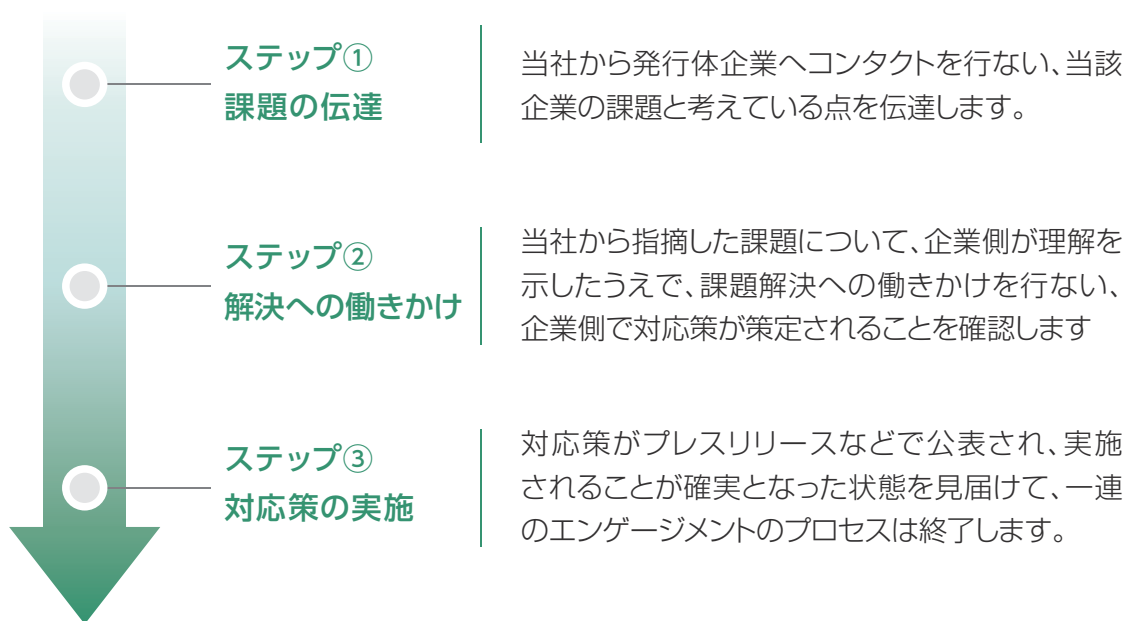 ステップ①
課題の伝達
当社から発行体企業へコンタクトを行ない、当該
企業の課題と考えている点を伝達します。
ステップ②
解決への働きかけ
当社から指摘した課題について、企業側が理解を
示したうえで、課題解決への働きかけを行ない、
企業側で対応策が策定されることを確認します
ステップ③
対応策の実施
対応策がプレスリリースなどで公表され、実施
されることが確実となった状態を見届けて、一連
のエンゲージメントのプロセスは終了します。